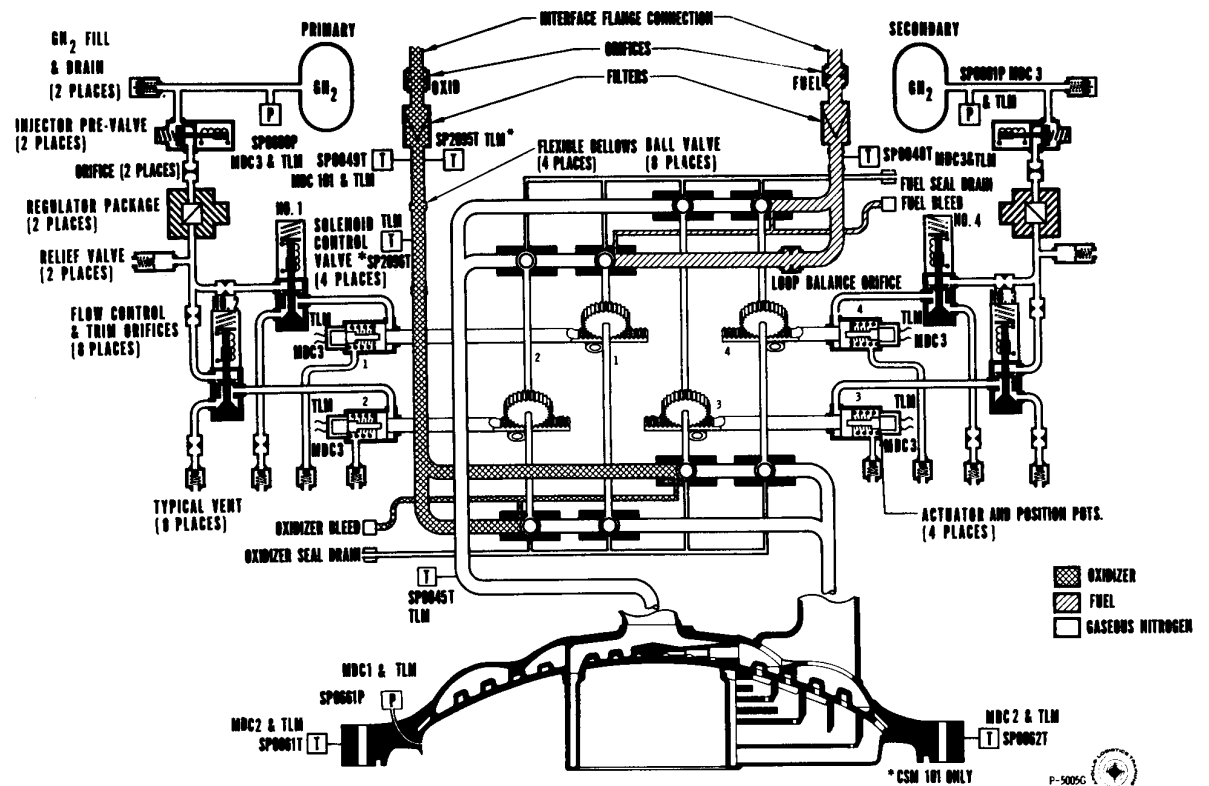 INTERFACE FLANGE CONNECTION
GN2 FILL
& DRAIN
(2 PLACES)
PRIMARY
GN2
P
ORIFICES
FILTERS
OXID
FUEL
SECONDARY
GN2
SP0601P MDC 3
& TLM
P
INJECTOR PRE-VALVE
(2 PLACES)
SP0600P
MDC3 & TLM
SP2095T TLM*
SP0049T
MDC 101 & TLM
T
T
FLEXIBLE BELLOWS
(4 PLACES)
BALL VALVE
(8 PLACES)
T
SP0048T
MDC3&TLM
FUEL SEAL DRAIN
FUEL BLEED
ORIFICE (2 PLACES)
REGULATOR PACKAGE
(2 PLACES)
NO. 1
SOLENOID
CONTROL
VALVE
(4 PLACES)
TLM
T
*SP2096T
NO. 4
RELIEF VALVE
(2 PLACES)
LOOP BALANCE ORIFICE
FLOW CONTROL
& TRIM ORIFICES
(8 PLACES)
TLM
MDC3
1
2
1
4
4
TLM
MDC3
TLM
MDC3
2
3
3
TLM
MDC3
TYPICAL VENT
(8 PLACES)
OXIDIZER BLEED
OXIDIZER SEAL DRAIN
ACTUATOR AND POSITION POTS.
(4 PLACES)
T
SP0045T
TLM
OXIDIZER
FUEL
GASEOUS NITROGEN
MDC1 & TLM
SP0661P
P
MDC2 & TLM
SP0061T
T
MDC 2 & TLM
T
SP0062T
*CSM 101 ONLY
P-5005G